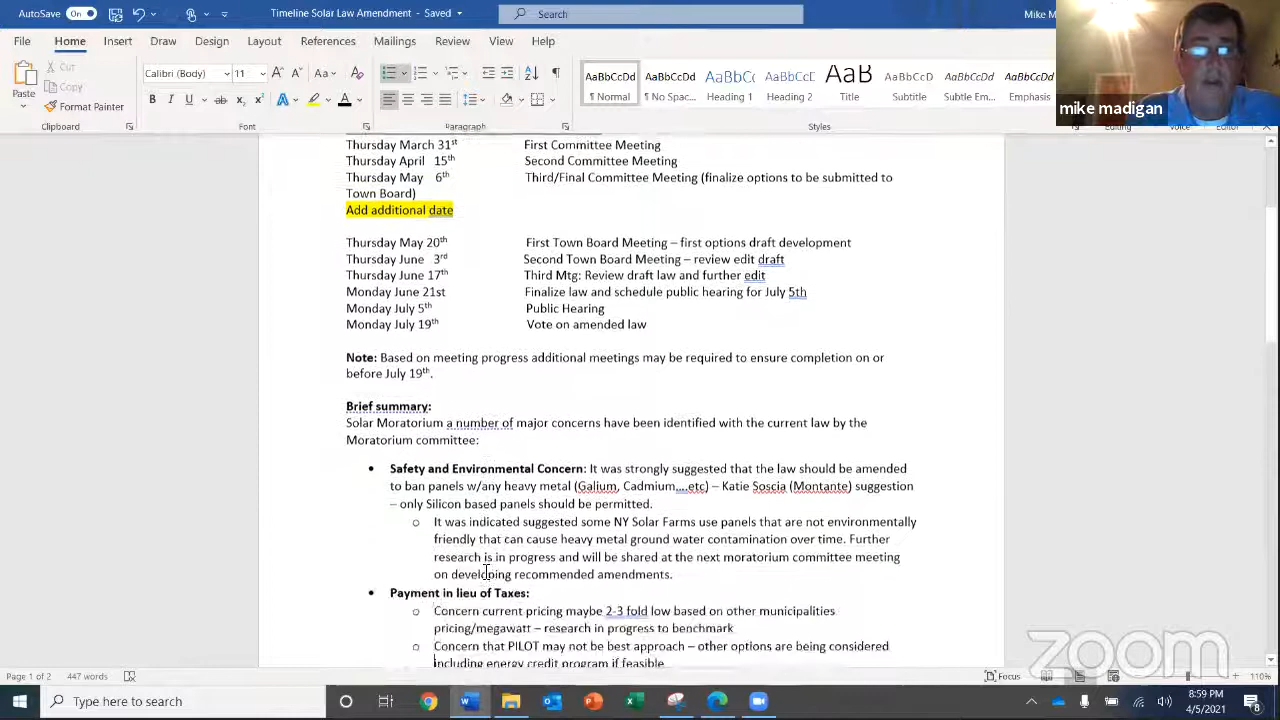 AutoSave Off
Mike
File Home Insert Draw Design Layout References Mailings Review View Help
Paste
Cut
Copy
Format Painter
Clipboard
Calibri (Body) 11
B I U ab x₂ x² A
Font
Paragraph
AaBbCcDd AaBbCcDd AaBbCc AaBbCcC AaB AaBbCcD AaBbCcDd AaBbCcDd
¶ Normal ¶ No Spac... Heading 1 Heading 2 Title Subtitle Subtle Em... Emphasis
Styles
Editing Voice Editor
mike madigan
Thursday March 31st First Committee Meeting
Thursday April 15th Second Committee Meeting
Thursday May 6th Third/Final Committee Meeting (finalize options to be submitted to
Town Board)
Add additional date
Thursday May 20th First Town Board Meeting – first options draft development
Thursday June 3rd Second Town Board Meeting – review edit draft
Thursday June 17th Third Mtg: Review draft law and further edit
Monday June 21st Finalize law and schedule public hearing for July 5th
Monday July 5th Public Hearing
Monday July 19th Vote on amended law
Note: Based on meeting progress additional meetings may be required to ensure completion on or
before July 19th.
Brief summary:
Solar Moratorium a number of major concerns have been identified with the current law by the
Moratorium committee:
• Safety and Environmental Concern: It was strongly suggested that the law should be amended
to ban panels w/any heavy metal (Galium, Cadmium….etc) – Katie Soscia (Montante) suggestion
– only Silicon based panels should be permitted.
o It was indicated suggested some NY Solar Farms use panels that are not environmentally
friendly that can cause heavy metal ground water contamination over time. Further
research is in progress and will be shared at the next moratorium committee meeting
on developing recommended amendments.
• Payment in lieu of Taxes:
o Concern current pricing maybe 2-3 fold low based on other municipalities
pricing/megawatt – research in progress to benchmark
o Concern that PILOT may not be best approach – other options are being considered
including energy credit program if feasible
zoom
Page 1 of 2 447 words
Focus
110%
Type here to search
8:59 PM
4/5/2021
8